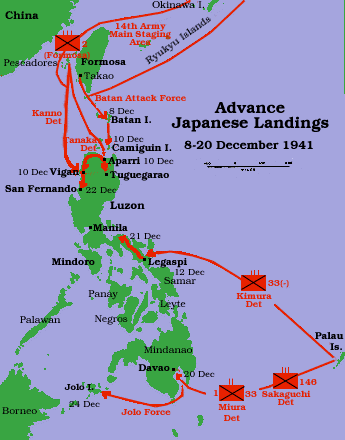 Okinawa I,
China
14th Army
Main Staging
Area
Ryukyu Islands
2
(Formosa)
Pescadores
Formosa
Takao
Batan Attack Force
Kanno
Det
8 Dec
Batan I.
Tanaka
Det
10 Dec
Camiguin I.
Aparri 10 Dec
10 Dec Vigan
Tuguegarao
San Fernando
22 Dec
Luzon
Advance
Japanese Landings
8-20 December 1941
Manila
21 Dec
Mindoro
Legaspi
12 Dec
Samar
33(-)
Kimura
Det
Panay
Leyte
Negros
Palawan
Palau
Is.
Mindanao
Davao
20 Dec
146
Sakaguchi
Det
1
33
Miura
Det
Jolo I.
24 Dec
Jolo Force
Borneo